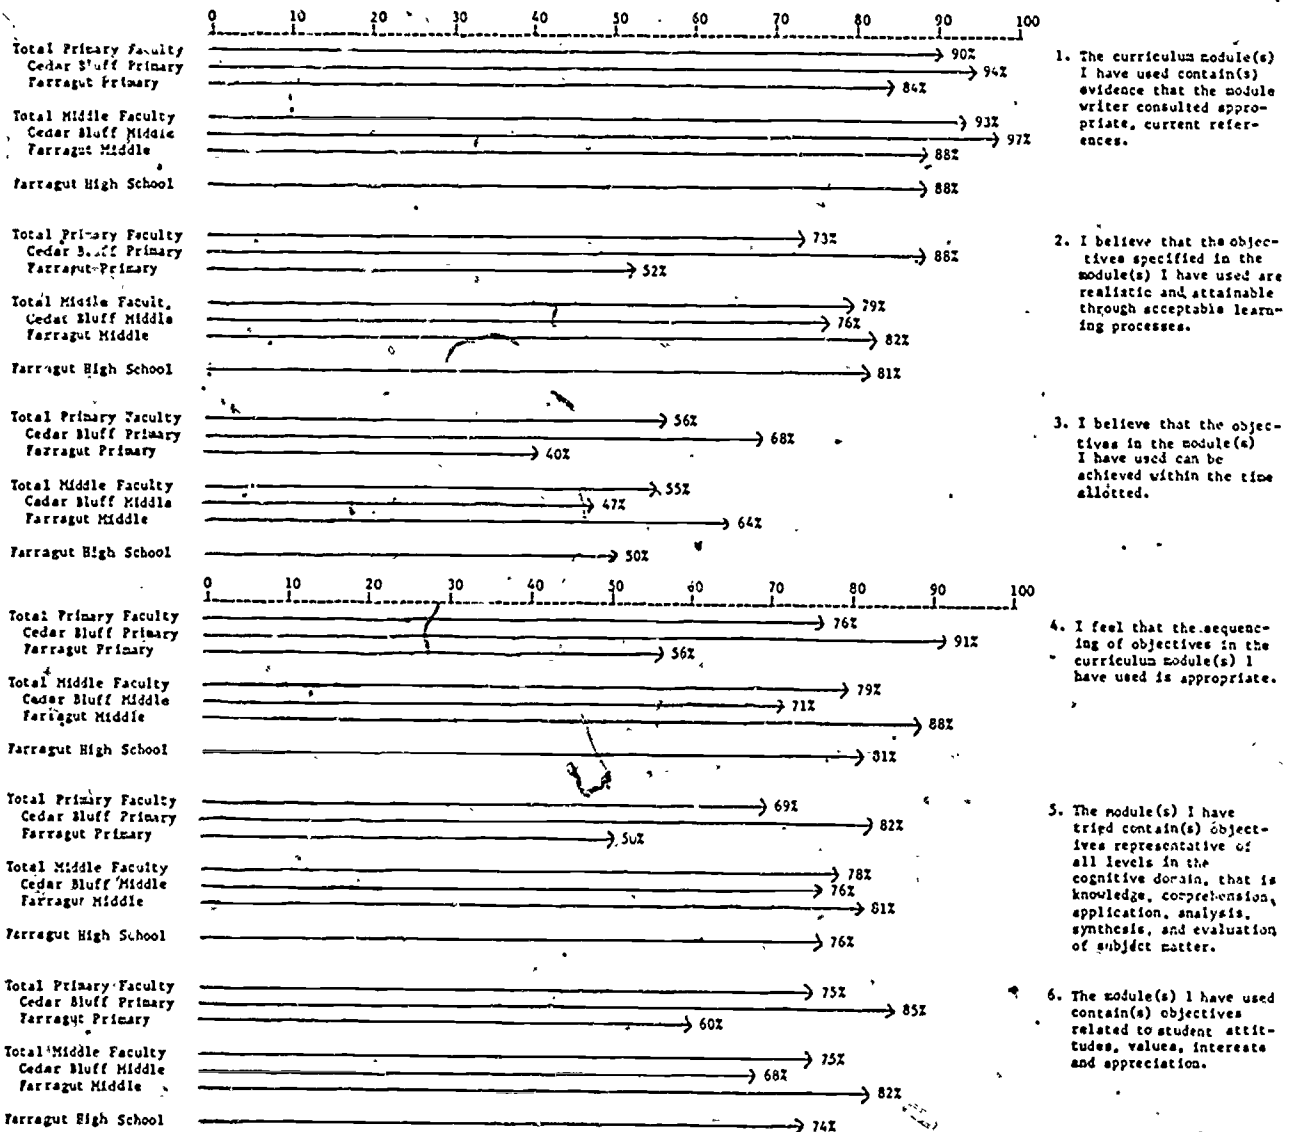 0 10 20 30 40 50 60 70 80 90 100
Total Primary Faculty 90%
Cedar Bluff Primary 94%
Farragut Primary 84%
Total Middle Faculty 93%
Cedar Bluff Middle 97%
Farragut Middle 88%
Farragut High School 88%
1. The curriculum module(s)
I have used contain(s)
evidence that the module
writer consulted appro-
priate, current refer-
ences.
Total Primary Faculty 73%
Cedar Bluff Primary 88%
Farragut Primary 52%
Total Middle Facult. 79%
Cedar Bluff Middle 76%
Farragut Middle 82%
Farragut High School 81%
2. I believe that the objec-
tives specified in the
module(s) I have used are
realistic and attainable
through acceptable learn-
ing processes.
Total Primary Faculty 56%
Cedar Bluff Primary 68%
Farragut Primary 40%
Total Middle Faculty 55%
Cedar Bluff Middle 47%
Farragut Middle 64%
Farragut High School 50%
3. I believe that the objec-
tives in the module(s)
I have used can be
achieved within the time
allotted.
0 10 20 30 40 50 60 70 80 90 100
Total Primary Faculty 76%
Cedar Bluff Primary 91%
Farragut Primary 56%
Total Middle Faculty 79%
Cedar Bluff Middle 71%
Farragut Middle 88%
Farragut High School 81%
4. I feel that the sequenc-
ing of objectives in the
curriculum module(s) I
have used is appropriate.
Total Primary Faculty 69%
Cedar Bluff Primary 82%
Farragut Primary 50%
Total Middle Faculty 78%
Cedar Bluff Middle 76%
Farragut Middle 81%
Farragut High School 76%
5. The module(s) I have
tried contain(s) object-
ives representative of
all levels in the
cognitive domain, that is
knowledge, comprehension,
application, analysis,
synthesis, and evaluation
of subject matter.
Total Primary Faculty 75%
Cedar Bluff Primary 85%
Farragut Primary 60%
Total Middle Faculty 75%
Cedar Bluff Middle 68%
Farragut Middle 82%
Farragut High School 74%
6. The module(s) I have used
contain(s) objectives
related to student attit-
tudes, values, interests
and appreciation.